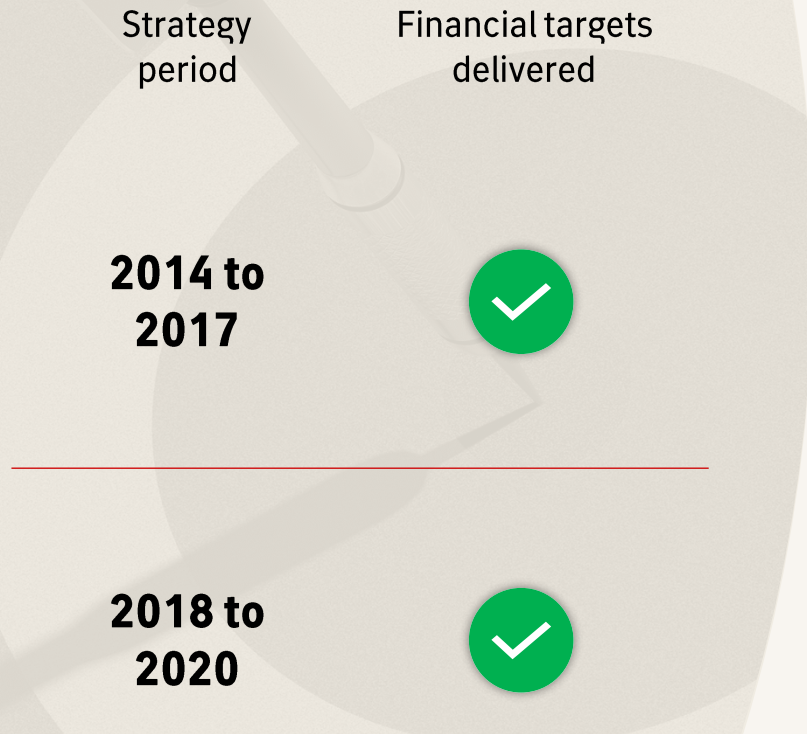 Strategy
period
Financial targets
delivered
2014 to
2017
2018 to
2020